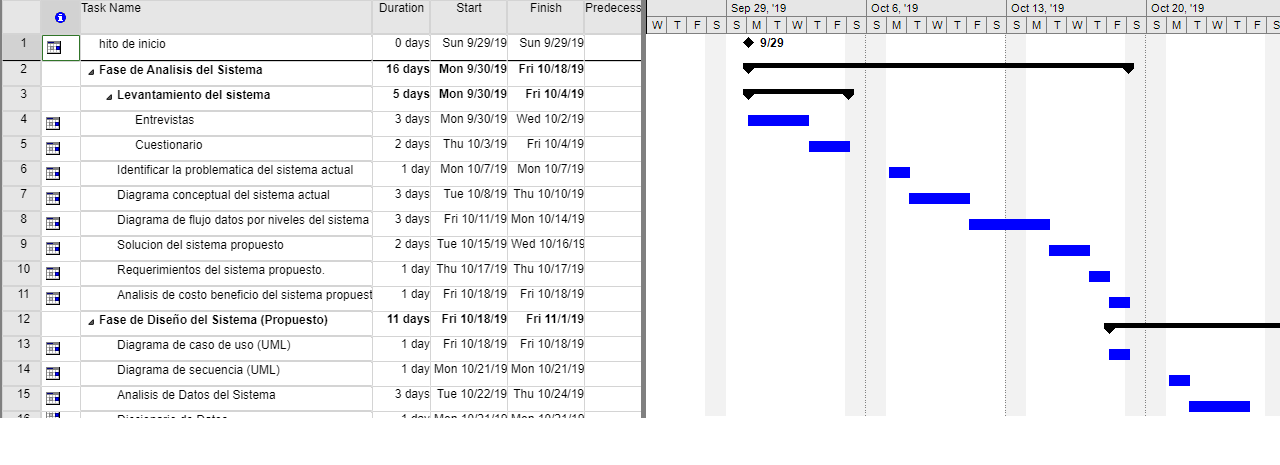 Task Name Duration Start Finish Predecess
Sep 29, '19 Oct 6, '19 Oct 13, '19 Oct 20, '19
W T F S S M T W T F S S M T W T F S S M T W T F S S M T W T F S
1 hito de inicio 0 days Sun 9/29/19 Sun 9/29/19 9/29
2 Fase de Analisis del Sistema 16 days Mon 9/30/19 Fri 10/18/19
3 Levantamiento del sistema 5 days Mon 9/30/19 Fri 10/4/19
4 Entrevistas 3 days Mon 9/30/19 Wed 10/2/19
5 Cuestionario 2 days Thu 10/3/19 Fri 10/4/19
6 Identificar la problematica del sistema actual 1 day Mon 10/7/19 Mon 10/7/19
7 Diagrama conceptual del sistema actual 3 days Tue 10/8/19 Thu 10/10/19
8 Diagrama de flujo datos por niveles del sistema 3 days Fri 10/11/19 Mon 10/14/19
9 Solucion del sistema propuesto 2 days Tue 10/15/19 Wed 10/16/19
10 Requerimientos del sistema propuesto. 1 day Thu 10/17/19 Thu 10/17/19
11 Analisis de costo beneficio del sistema propuest 1 day Fri 10/18/19 Fri 10/18/19
12 Fase de Diseño del Sistema (Propuesto) 11 days Fri 10/18/19 Fri 11/1/19
13 Diagrama de caso de uso (UML) 1 day Fri 10/18/19 Fri 10/18/19
14 Diagrama de secuencia (UML) 1 day Mon 10/21/19 Mon 10/21/19
15 Analisis de Datos del Sistema 3 days Tue 10/22/19 Thu 10/24/19
16 Diccionario de Datos 1 day Mon 10/21/19 Mon 10/21/19